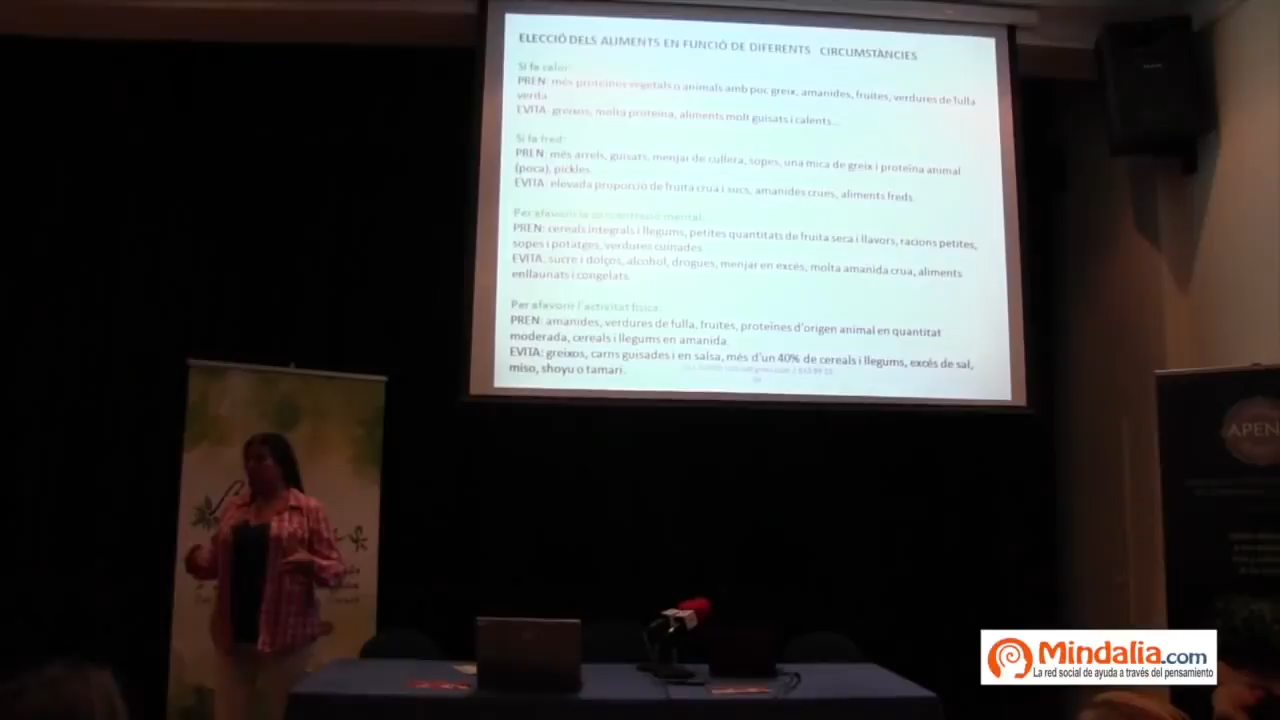 ELECCIÓ DELS ALIMENTS EN FUNCIÓ DE DIFERENTS CIRCUMSTÀNCIES
Si fa calor:
PREN: més proteïnes vegetals o animals amb poc greix, amanides, fruites, verdures de fulla
verda.
EVITA: greixos, molta proteïna, aliments molt guisats i calents...
Si fa fred:
PREN: més arrels, guisats, menjar de cullera, sopes, una mica de greix i proteïna animal
(poca), pickles.
EVITA: elevada proporció de fruita crua i sucs, amanides crues, aliments freds.
Per afavorir la concentració mental:
PREN: cereals integrals i llegums, petites quantitats de fruita seca i llavors, racions petites,
sopes i potatges, verdures cuinades.
EVITA: sucre i dolços, alcohol, drogues, menjar en excés, molta amanida crua, aliments
enllaunats i congelats.
Per afavorir l'activitat física:
PREN: amanides, verdures de fulla, fruites, proteïnes d'origen animal en quantitat
moderada, cereals i llegums en amanida.
EVITA: greixos, carns guisades i en salsa, més d'un 40% de cereals i llegums, excés de sal,
miso, shoyu o tamari.
APEN
Mindalia.com
La red social de ayuda a través del pensamiento